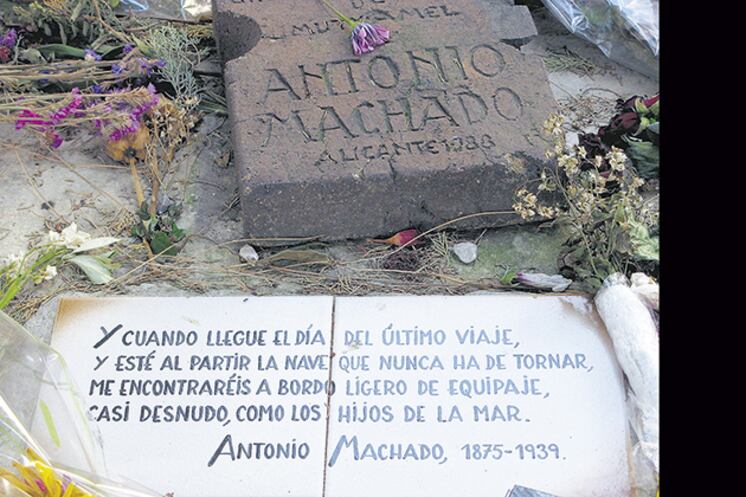 DE
ANTONIO
MACHADO
ALICANTE 1988
Y CUANDO LLEGUE EL DÍA DEL ÚLTIMO VIAJE,
Y ESTÉ AL PARTIR LA NAVE QUE NUNCA HA DE TORNAR,
ME ENCONTRARÉIS A BORDO LIGERO DE EQUIPAJE,
CASI DESNUDO, COMO LOS HIJOS DE LA MAR.
ANTONIO MACHADO, 1875-1939.